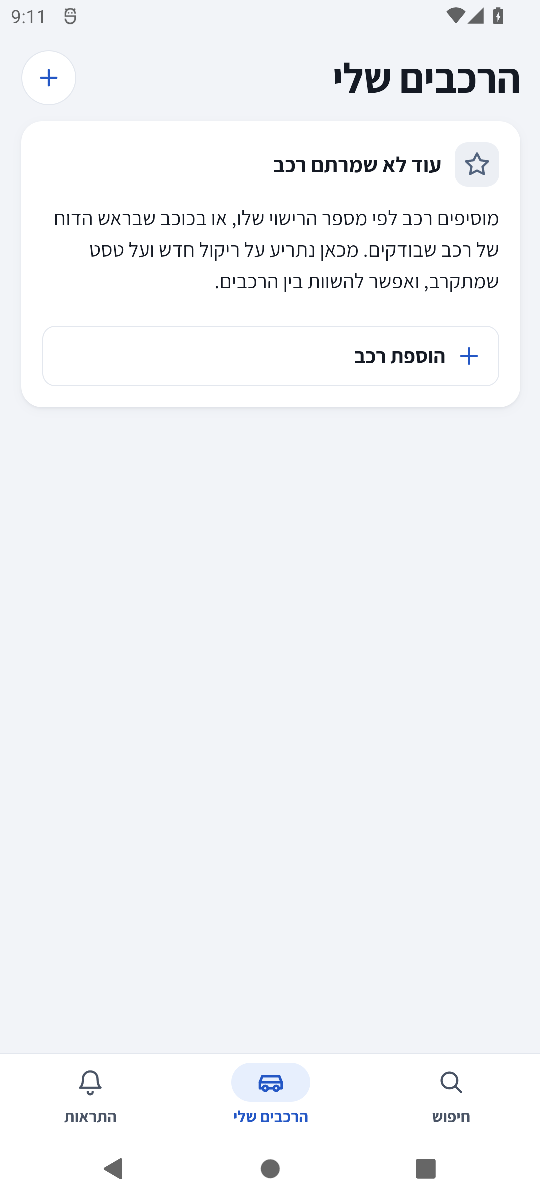 9:11
הרכבים שלי
עוד לא שמרתם רכב
מוסיפים רכב לפי מספר הרישוי שלו, או בכוכב שבראש הדוח
של רכב שבודקים. מכאן נתריע על ריקול חדש ועל טסט
שמתקרב, ואפשר להשוות בין הרכבים.
הוספת רכב
חיפוש
הרכבים שלי
התראות